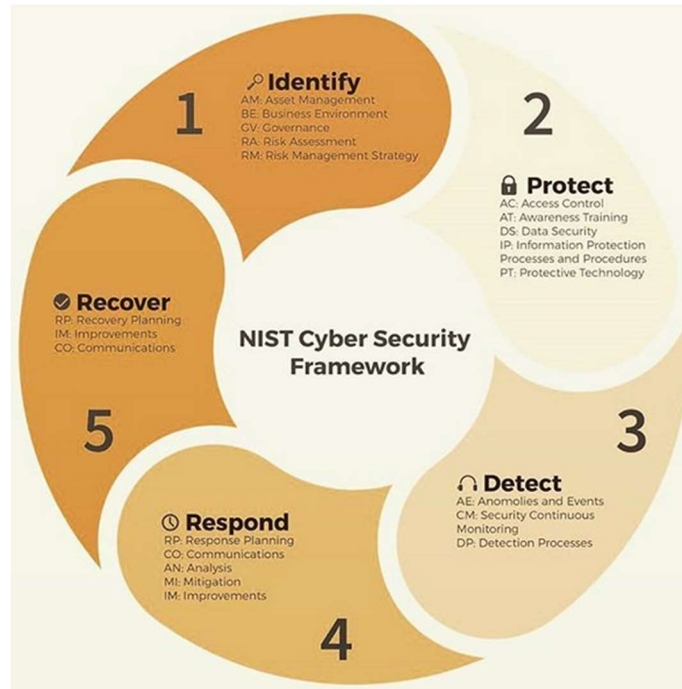 1
Identify
AM: Asset Management
BE: Business Environment
GV: Governance
RA: Risk Assessment
RM: Risk Management Strategy
2
Protect
AC: Access Control
AT: Awareness Training
DS: Data Security
IP: Information Protection
Processes and Procedures
PT: Protective Technology
3
Detect
AE: Anomolies and Events
CM: Security Continuous
Monitoring
DP: Detection Processes
4
Respond
RP: Response Planning
CO: Communications
AN: Analysis
MI: Mitigation
IM: Improvements
5
Recover
RP: Recovery Planning
IM: Improvements
CO: Communications
NIST Cyber Security
Framework